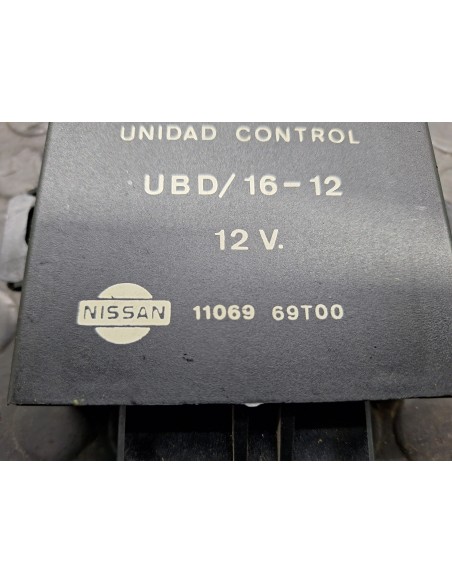 UNIDAD CONTROL
UBD/16-12
12 V.
NISSAN 11069 69T00